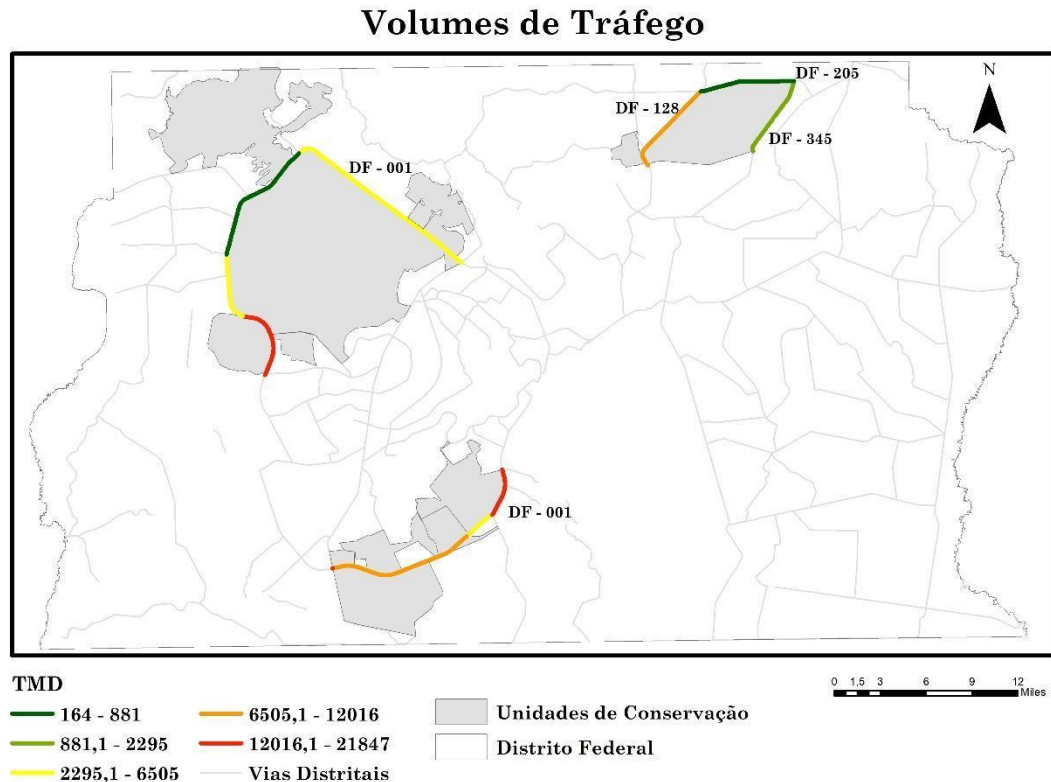 Volumes de Tráfego
DF - 205
N
DF - 128
DF - 345
DF - 001
DF - 001
TMD
164 - 881
881,1 - 2295
2295,1 - 6505
6505,1 - 12016
12016,1 - 21847
Vias Distritais
Unidades de Conservação
Distrito Federal
0 1,5 3 6 9 12
Miles